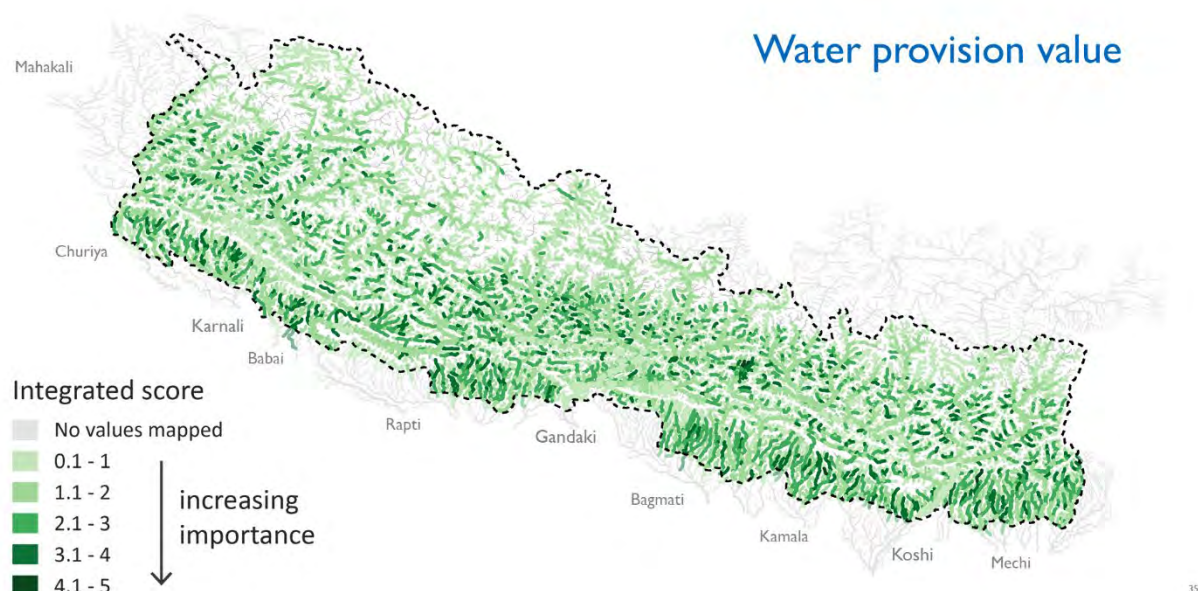 Water provision value
Mahakali
Churiya
Karnali
Babai
Rapti
Gandaki
Bagmati
Kamala
Koshi
Mechi
Integrated score
No values mapped
0.1 - 1
1.1 - 2
2.1 - 3
3.1 - 4
4.1 - 5
increasing
importance
35